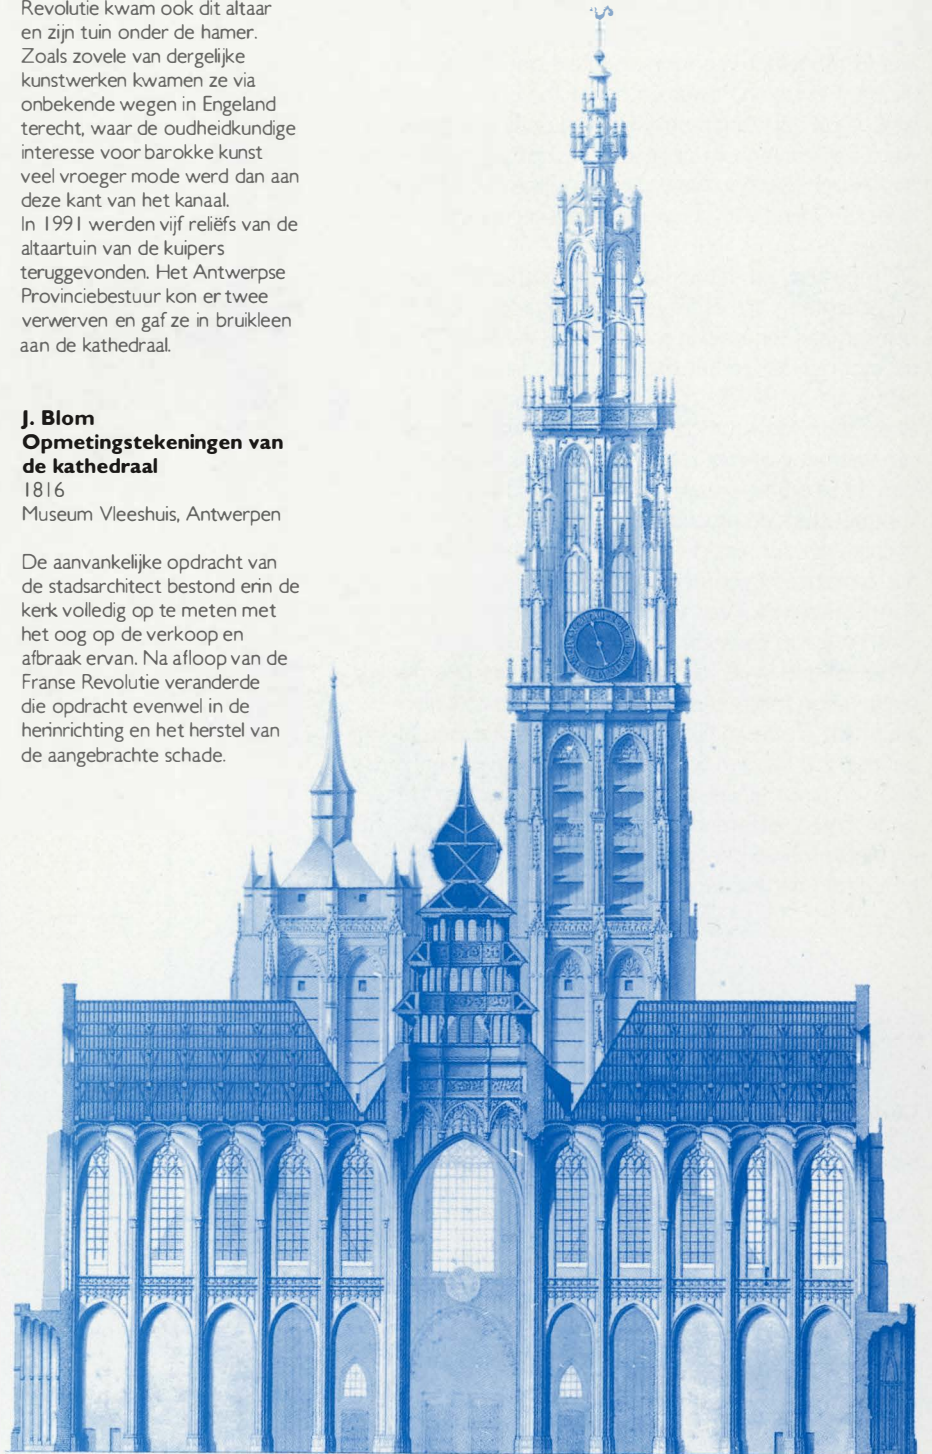 Revolutie kwam ook dit altaar
en zijn tuin onder de hamer.
Zoals zovele van dergelijke
kunstwerken kwamen ze via
onbekende wegen in Engeland
terecht, waar de oudheidkundige
interesse voor barokke kunst
veel vroeger mode werd dan aan
deze kant van het kanaal.
In 1991 werden vijf reliëfs van de
altaartuin van de kuipers
teruggevonden. Het Antwerpse
Provinciebestuur kon er twee
verwerven en gaf ze in bruikleen
aan de kathedraal.
J. Blom
Opmetingstekeningen van
de kathedraal
1816
Museum Vleeshuis, Antwerpen
De aanvankelijke opdracht van
de stadsarchitect bestond erin de
kerk volledig op te meten met
het oog op de verkoop en
afbraak ervan. Na afloop van de
Franse Revolutie veranderde
die opdracht evenwel in de
herinrichting en het herstel van
de aangebrachte schade.